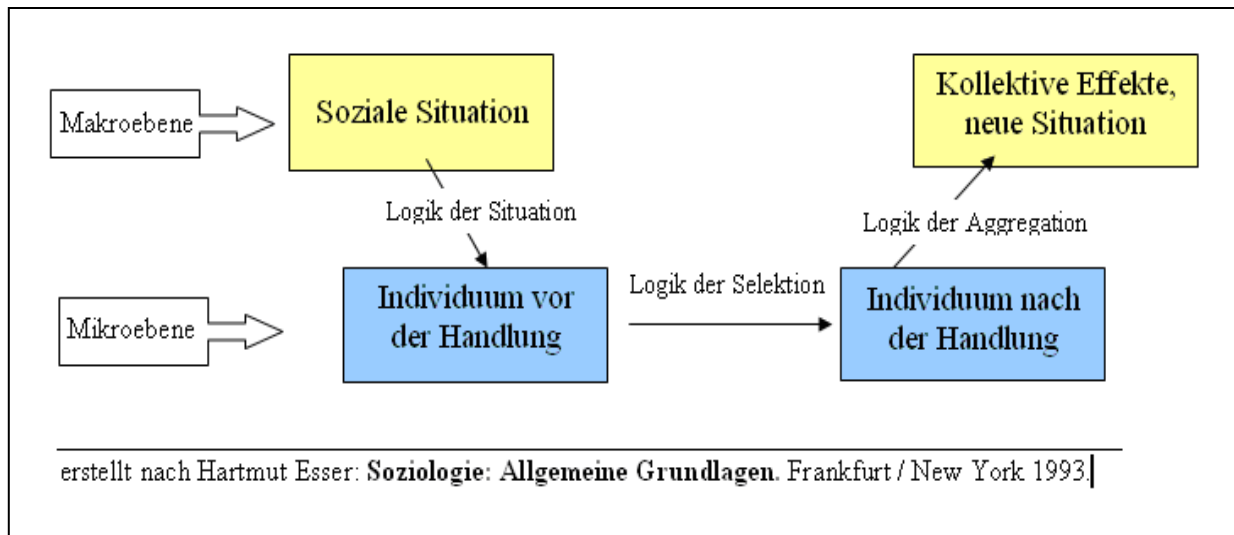 Makroebene
Soziale Situation
Kollektive Effekte,
neue Situation
Logik der Situation
Logik der Aggregation
Mikroebene
Individuum vor
der Handlung
Logik der Selektion
Individuum nach
der Handlung
erstellt nach Hartmut Esser: Soziologie: Allgemeine Grundlagen. Frankfurt / New York 1993.